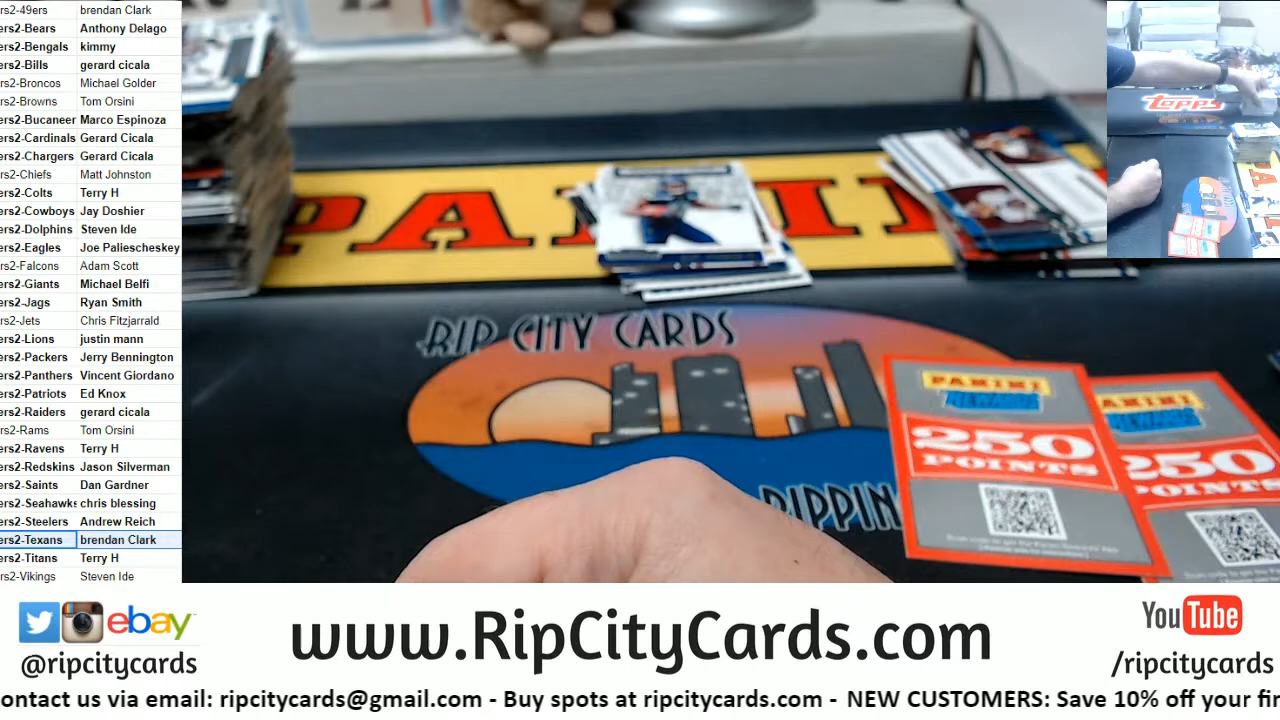 ers2-49ers brendan Clark
ers2-Bears Anthony Delago
ers2-Bengals kimmy
ers2-Bills gerard cicala
rs2-Broncos Michael Golder
rs2-Browns Tom Orsini
ers2-Bucaneer Marco Espinoza
ers2-Cardinals Gerard Cicala
ers2-Chargers Gerard Cicala
rs2-Chiefs Matt Johnston
ers2-Colts Terry H
ers2-Cowboys Jay Doshier
ers2-Dolphins Steven Ide
ers2-Eagles Joe Paliescheskey
rs2-Falcons Adam Scott
ers2-Giants Michael Belfi
ers2-Jags Ryan Smith
rs2-Jets Chris Fitzjarrald
ers2-Lions justin mann
ers2-Packers Jerry Bennington
ers2-Panthers Vincent Giordano
ers2-Patriots Ed Knox
ers2-Raiders gerard cicala
rs2-Rams Tom Orsini
ers2-Ravens Terry H
ers2-Redskins Jason Silverman
ers2-Saints Dan Gardner
ers2-Seahawks chris blessing
ers2-Steelers Andrew Reich
ers2-Texans brendan Clark
ers2-Titans Terry H
rs2-Vikings Steven Ide
Topps
PANINI
RIP CITY CARDS
RIPPIN
PANINI
REWARDS
250
POINTS
PANINI
REWARDS
250
POINTS
ebay
@ripcitycards
www.RipCityCards.com
YouTube
/ripcitycards
ontact us via email: ripcitycards@gmail.com - Buy spots at ripcitycards.com - NEW CUSTOMERS: Save 10% off your fir